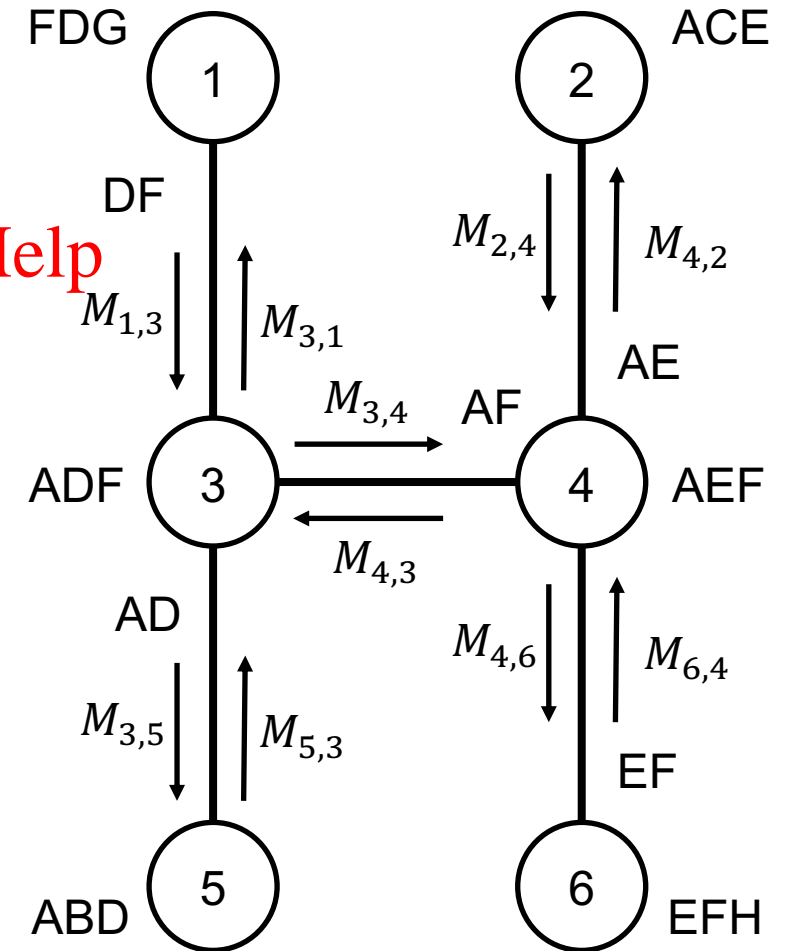 FDG
1
2
ACE
DF
Help
M1,3
M3,1
M2,4
M4,2
AE
M3,4
AF
ADF
3
4
AEF
M4,3
AD
M3,5
M5,3
M4,6
M6,4
EF
ABD
5
6
EFH